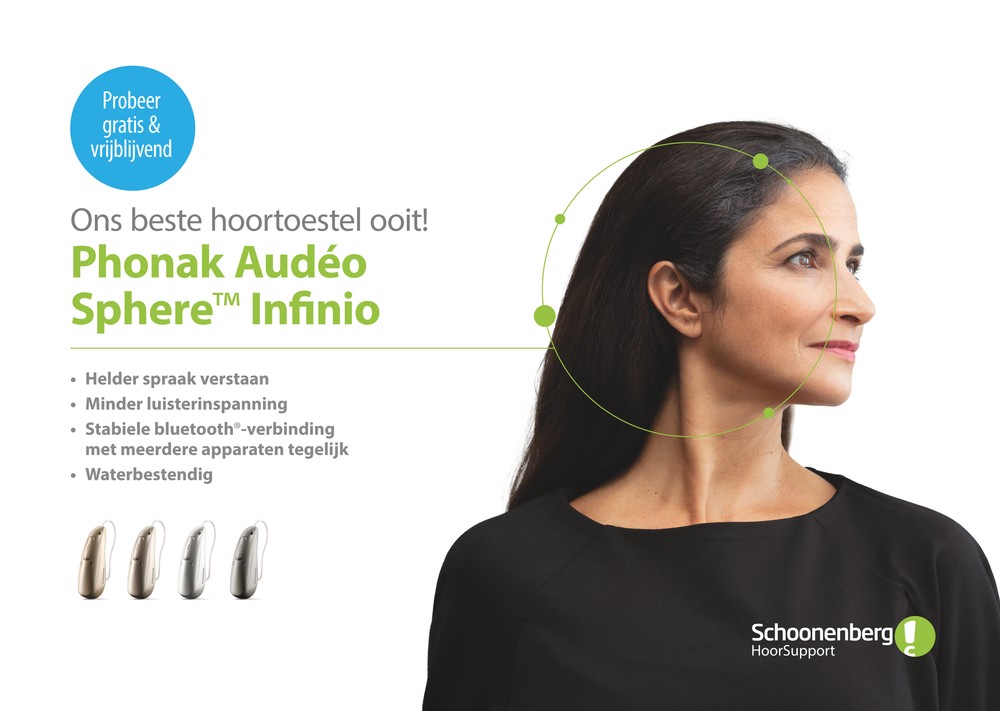 Probeer
gratis &
vrijblijvend
Ons beste hoortoestel ooit!
Phonak Audéo
Sphere™ Infinio
• Helder spraak verstaan
• Minder luisterinspanning
• Stabiele bluetooth®-verbinding
met meerdere apparaten tegelijk
• Waterbestendig
Schoonenberg
HoorSupport